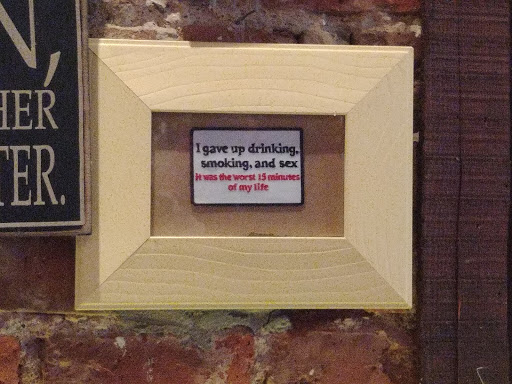 N,
HER
TER.
I gave up drinking,
smoking, and sex
It was the worst 15 minutes
of my life